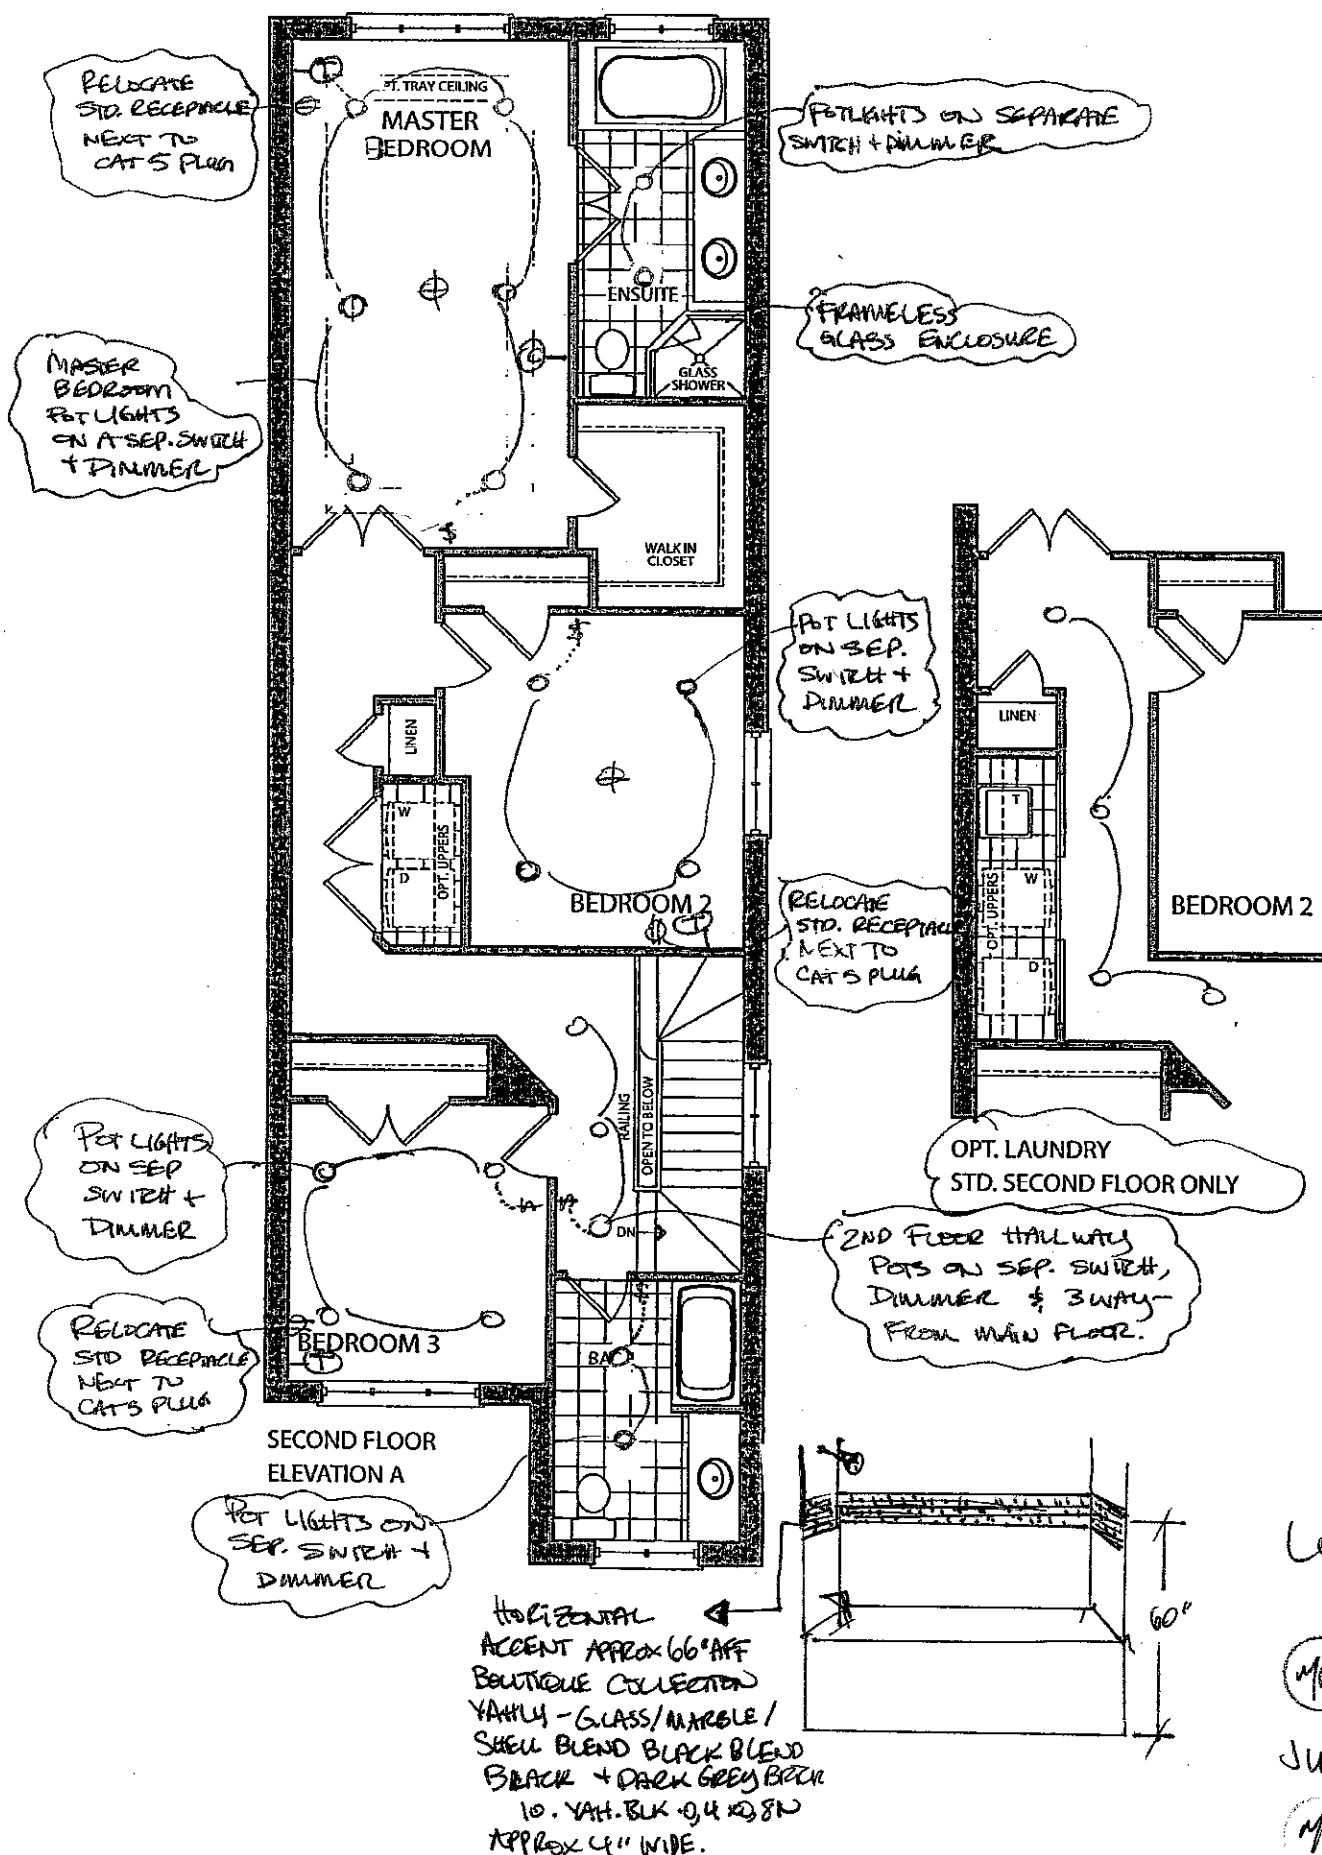 RELOCATE
STD. RECEPTACLE
NEXT TO
CAT 5 PLUG
PT. TRAY CEILING
MASTER
BEDROOM
POTLIGHTS ON SEPARATE
SWITCH + DIMMER
ENSUITE
FRAMELESS
GLASS ENCLOSURE
GLASS
SHOWER
MASTER
BEDROOM
POT LIGHTS
ON A SEP. SWITCH
+ DIMMER
WALK IN
CLOSET
POT LIGHTS
ON SEP.
SWITCH +
DIMMER
LINEN
W
D
OPT. UPPERS
BEDROOM 2
RELOCATE
STD. RECEPTACLE
NEXT TO
CAT 5 PLUG
LINEN
T
W
D
OPT. UPPERS
BEDROOM 2
OPT. LAUNDRY
STD. SECOND FLOOR ONLY
RAILING
OPEN TO BELOW
DN
2ND FLOOR HALLWAY
POTS ON SEP. SWITCH,
DIMMER & 3 WAY-
FROM MAIN FLOOR.
POT LIGHTS
ON SEP
SWITCH +
DIMMER
RELOCATE
STD RECEPTACLE
NEXT TO
CAT 5 PLUG
BEDROOM 3
BA
SECOND FLOOR
ELEVATION A
POT LIGHTS ON
SEP. SWITCH +
DIMMER
60"
HORIZONTAL
ACCENT APPROX 66" AFF
BOUTIQUE COLLECTION
YAHLY - GLASS/MARBLE/
SHELL BLEND BLACK BLEND
BLACK + DARK GREY BRICK
10. YAH.BLK
APPROX 4" WIDE.